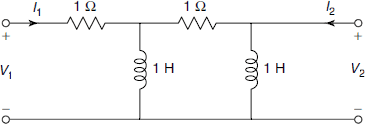 I₁ 1 Ω 1 Ω I₂
+ +
V₁ 1 H 1 H V₂
– –